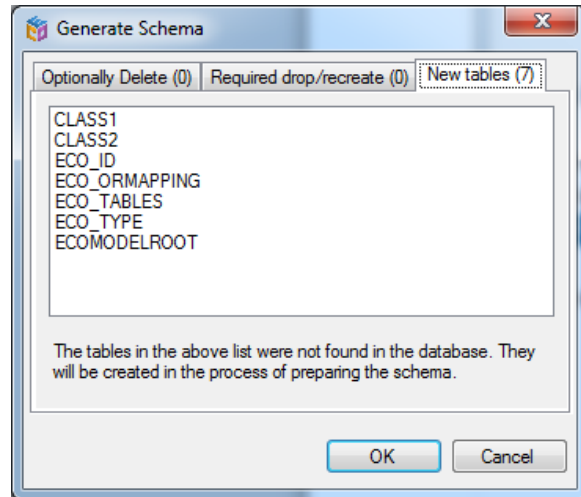 Generate Schema
Optionally Delete (0) Required drop/recreate (0) New tables (7)
CLASS1
CLASS2
ECO_ID
ECO_ORMAPPING
ECO_TABLES
ECO_TYPE
ECOMODELROOT
The tables in the above list were not found in the database. They
will be created in the process of preparing the schema.
OK Cancel